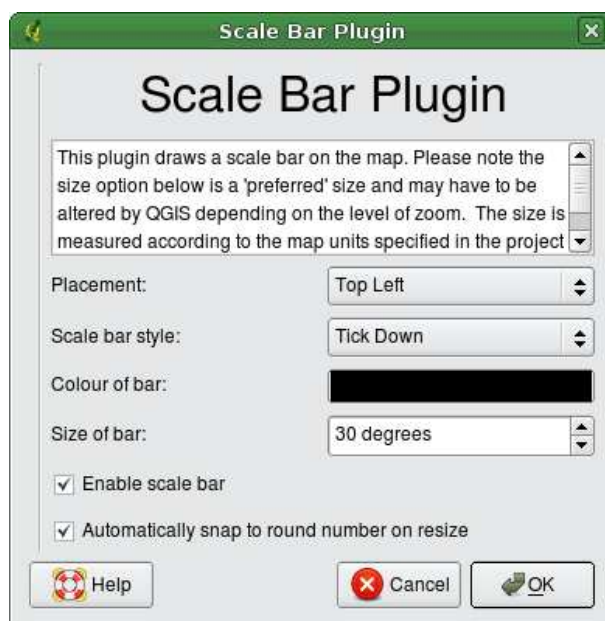 Scale Bar Plugin
Scale Bar Plugin
This plugin draws a scale bar on the map. Please note the
size option below is a 'preferred' size and may have to be
altered by QGIS depending on the level of zoom.  The size is
measured according to the map units specified in the project
Placement:
Top Left
Scale bar style:
Tick Down
Colour of bar:
Size of bar:
30 degrees
Enable scale bar
Automatically snap to round number on resize
Help
Cancel
OK